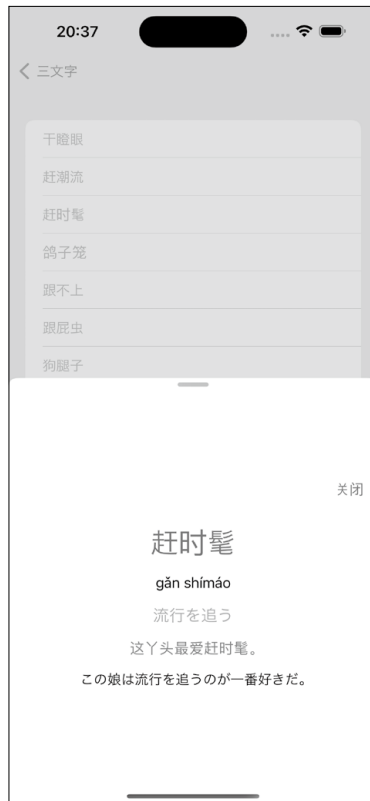 20:37
三文字
干瞪眼
赶潮流
赶时髦
鸽子笼
跟不上
跟屁虫
狗腿子
关闭
赶时髦
gǎn shímáo
流行を追う
这丫头最爱赶时髦。
この娘は流行を追うのが一番好きだ。